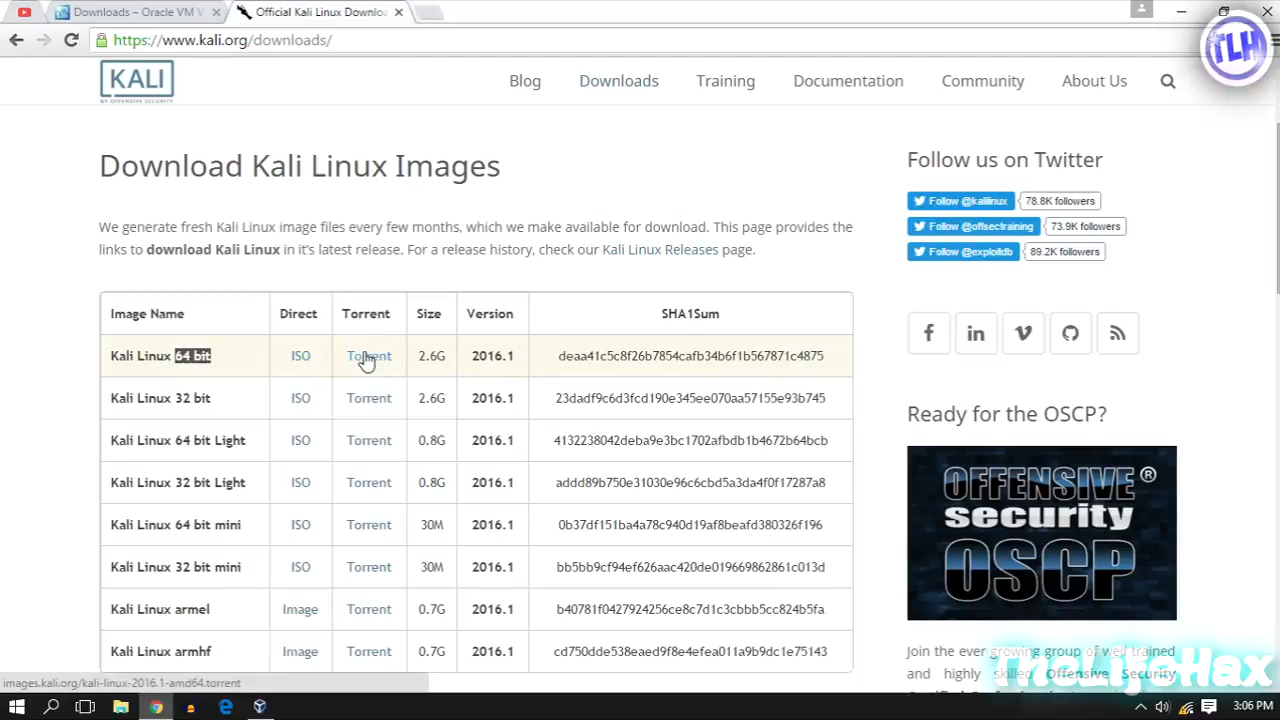 Downloads – Oracle VM V
Official Kali Linux Downloa
https://www.kali.org/downloads/
TLH
KALI
BY OFFENSIVE SECURITY
Blog Downloads Training Documentation Community About Us
Download Kali Linux Images
We generate fresh Kali Linux image files every few months, which we make available for download. This page provides the
links to download Kali Linux in it's latest release. For a release history, check our Kali Linux Releases page.
Image Name Direct Torrent Size Version SHA1Sum
Kali Linux 64 bit ISO Torrent 2.6G 2016.1 deaa41c5c8f26b7854cafb34b6f1b567871c4875
Kali Linux 32 bit ISO Torrent 2.6G 2016.1 23dadf9c6d3fcd190e345ee070aa57155e93b745
Kali Linux 64 bit Light ISO Torrent 0.8G 2016.1 4132238042deba9e3bc1702afbdb1b4672b64bcb
Kali Linux 32 bit Light ISO Torrent 0.8G 2016.1 addd89b750e31030e96c6cbd5a3da4f0f17287a8
Kali Linux 64 bit mini ISO Torrent 30M 2016.1 0b37df151ba4a78c940d19af8beafd380326f196
Kali Linux 32 bit mini ISO Torrent 30M 2016.1 bb5bb9cf94ef626aac420de019669862861c013d
Kali Linux armel Image Torrent 0.7G 2016.1 b40781f0427924256ce8c7d1c3cbbb5cc824b5fa
Kali Linux armhf Image Torrent 0.7G 2016.1 cd750dde538eaed9f8e4efea011a9b9dc1e75143
Follow us on Twitter
Follow @kalilinux 78.8K followers
Follow @offsectraining 73.9K followers
Follow @exploitdb 89.2K followers
Ready for the OSCP?
OFFENSIVE®
security
OSCP
Join the ever growing group of well trained
and highly skilled Offensive Security
TheLifeHax
images.kali.org/kali-linux-2016.1-amd64.torrent
3:06 PM